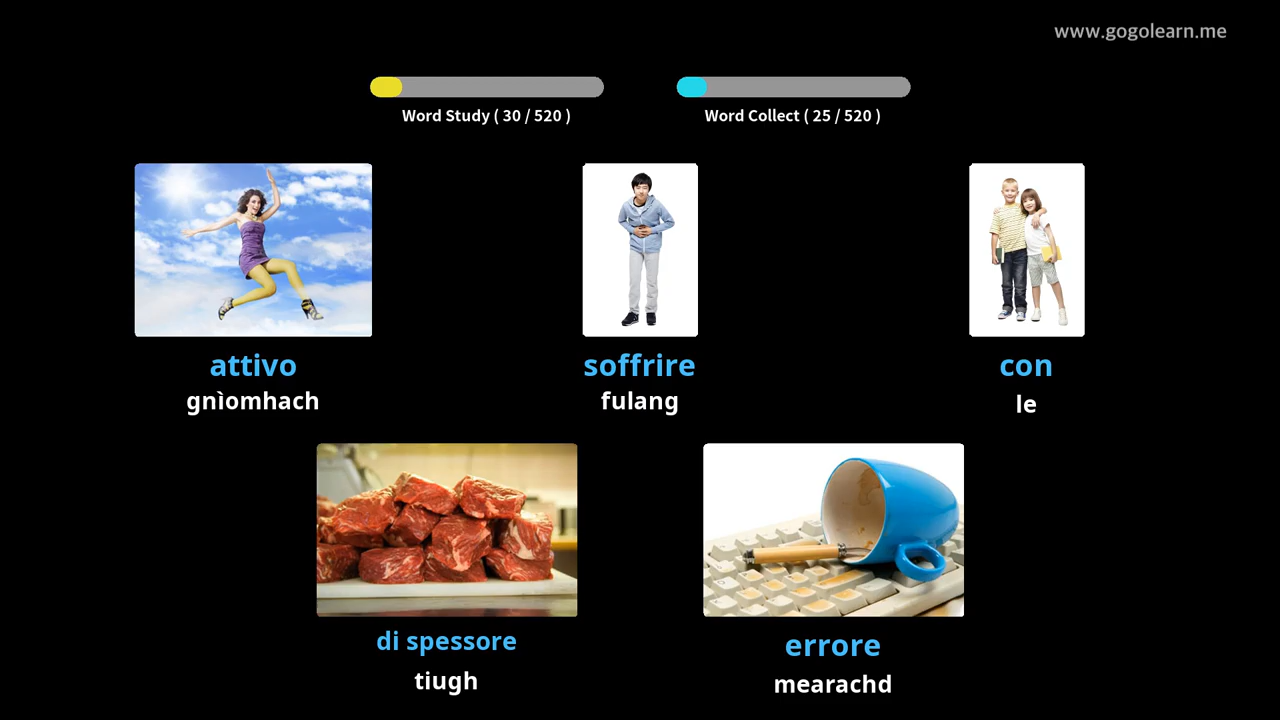 www.gogolearn.me
Word Study ( 30 / 520 )
Word Collect ( 25 / 520 )
attivo
gnìomhach
soffrire
fulang
con
le
di spessore
tiugh
errore
mearachd